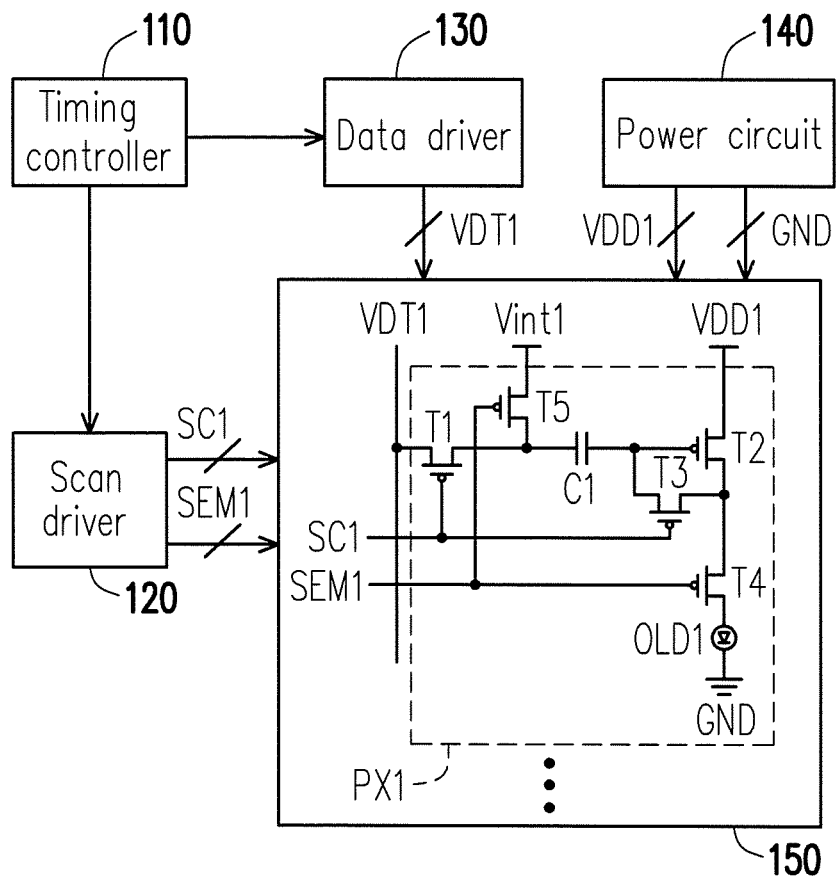 110
130
140
Timing
controller
Data driver
Power circuit
VDT1
VDD1
GND
VDT1
Vint1
VDD1
T5
T1
T2
SC1
C1
T3
Scan
driver
SEM1
SC1
SEM1
T4
120
OLD1
GND
PX1
150